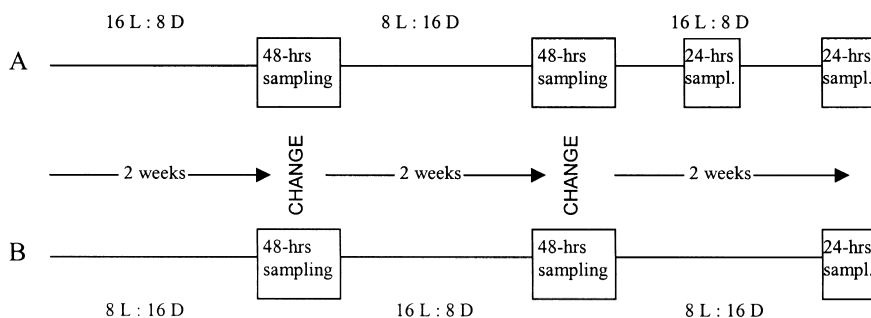 16 L : 8 D 8 L : 16 D 16 L : 8 D
A
48-hrs
sampling
48-hrs
sampling
24-hrs
sampl.
24-hrs
sampl.
2 weeks
CHANGE
2 weeks
CHANGE
2 weeks
B
48-hrs
sampling
48-hrs
sampling
24-hrs
sampl.
8 L : 16 D 16 L : 8 D 8 L : 16 D